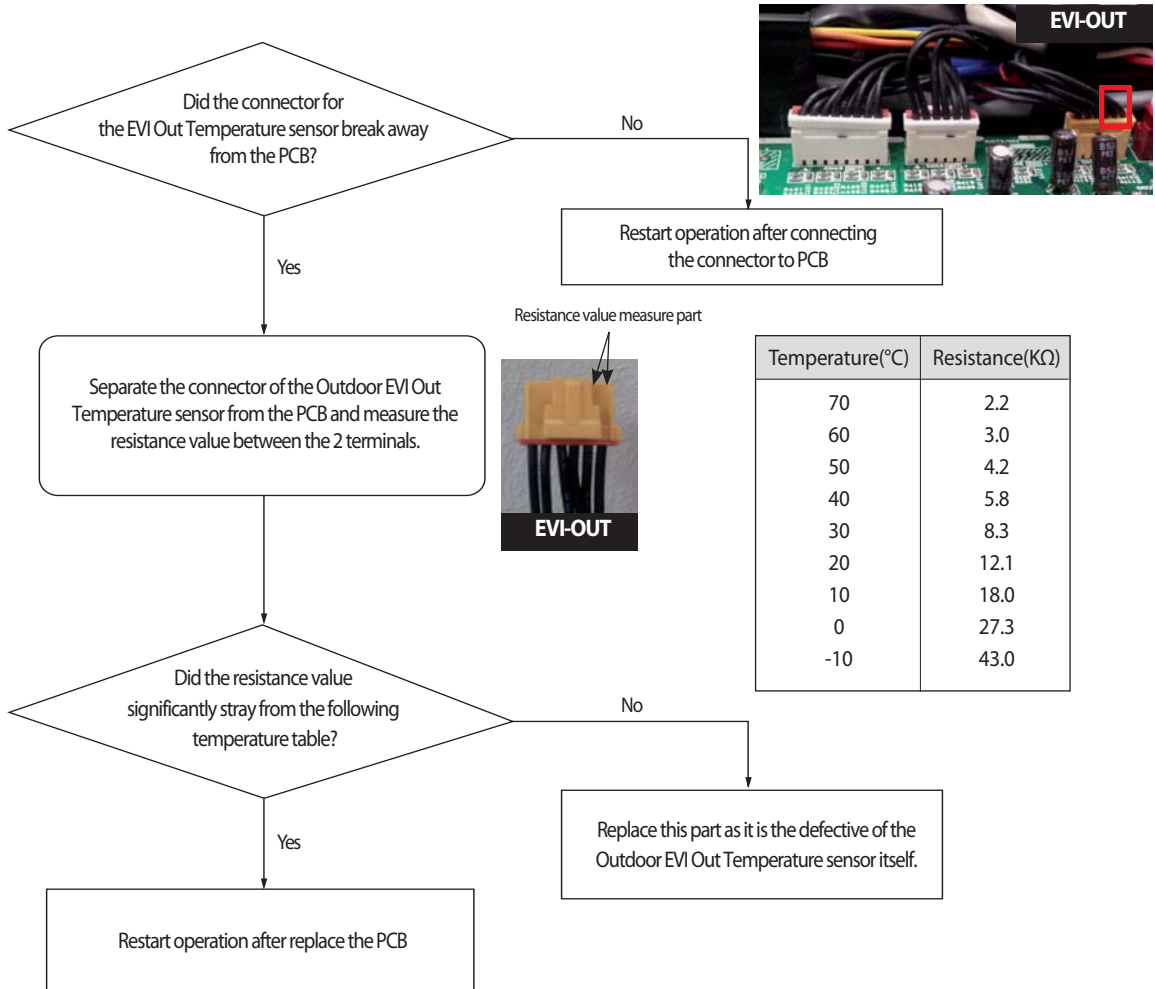 EVI-OUT
Did the connector for
the EVI Out Temperature sensor break away
from the PCB?
No
Restart operation after connecting
the connector to PCB
Yes
Resistance value measure part
Separate the connector of the Outdoor EVI Out
Temperature sensor from the PCB and measure the
resistance value between the 2 terminals.
EVI-OUT
Temperature(°C) Resistance(KΩ)
70 2.2
60 3.0
50 4.2
40 5.8
30 8.3
20 12.1
10 18.0
0 27.3
-10 43.0
Did the resistance value
significantly stray from the following
temperature table?
No
Replace this part as it is the defective of the
Outdoor EVI Out Temperature sensor itself.
Yes
Restart operation after replace the PCB